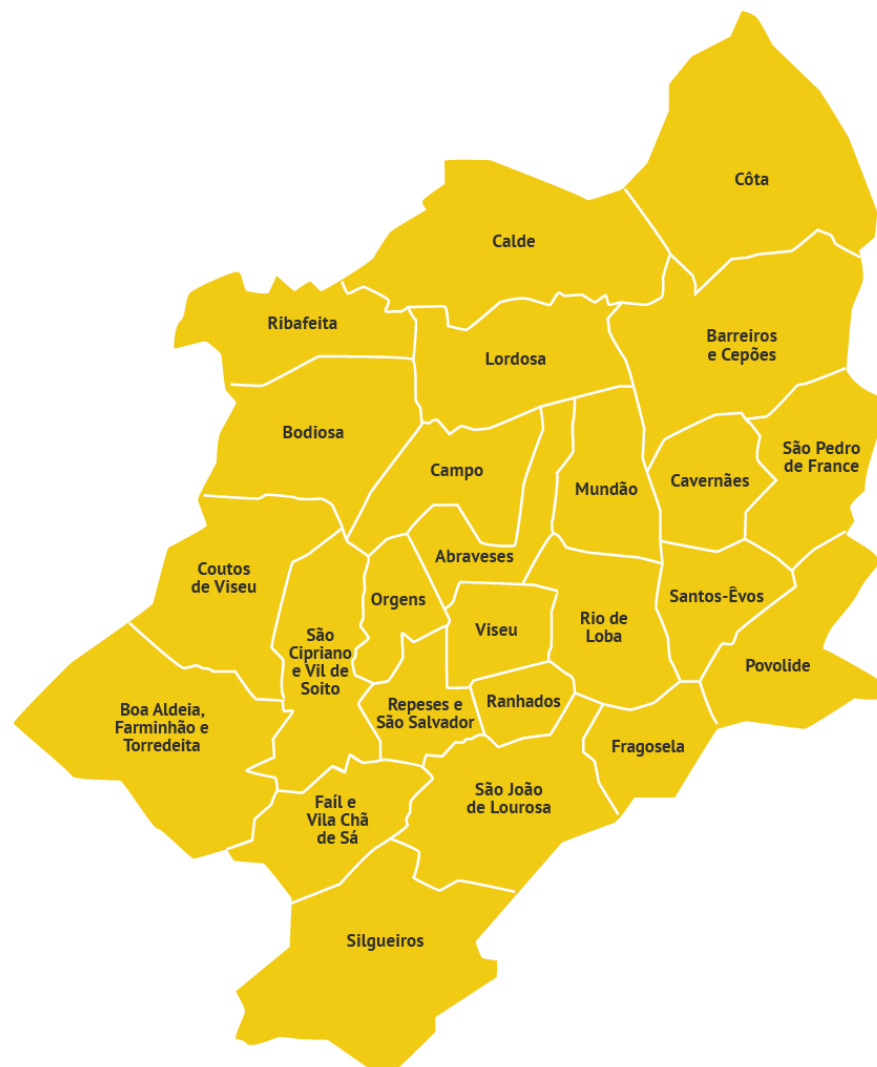 Côta
Calde
Ribafeita
Barreiros
e Cepões
Lordosa
Bodiosa
São Pedro
de France
Campo
Cavernães
Mundão
Abraveses
Coutos
de Viseu
Orgens
Santos-Êvos
Rio de
Loba
Viseu
São
Cipriano
e Vil de
Soito
Povolide
Boa Aldeia,
Farminhão e
Torredeita
Repeses e
São Salvador
Ranhados
Fragosela
São João
de Lourosa
Faíl e
Vila Chã
de Sá
Silgueiros